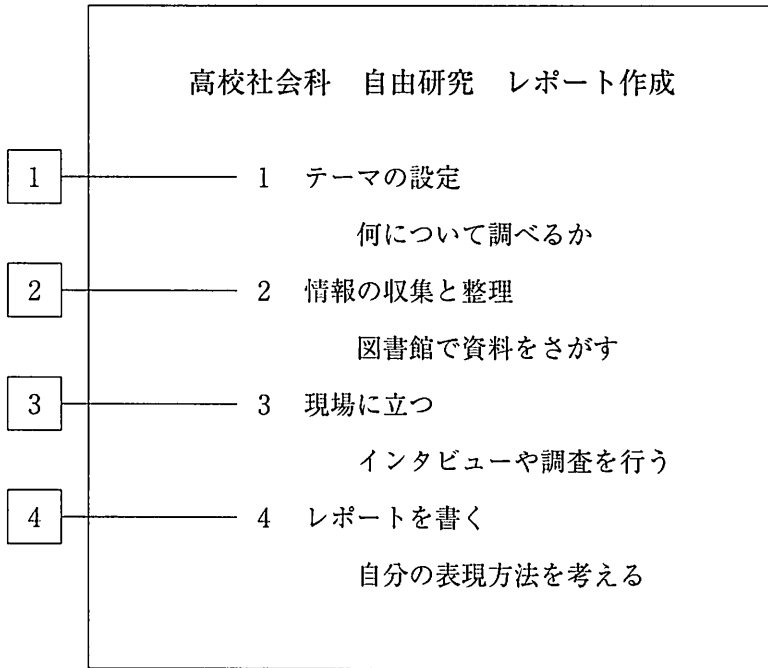 高校社会科 自由研究 レポート作成
1 1 テーマの設定
何について調べるか
2 2 情報の収集と整理
図書館で資料をさがす
3 3 現場に立つ
インタビューや調査を行う
4 4 レポートを書く
自分の表現方法を考える